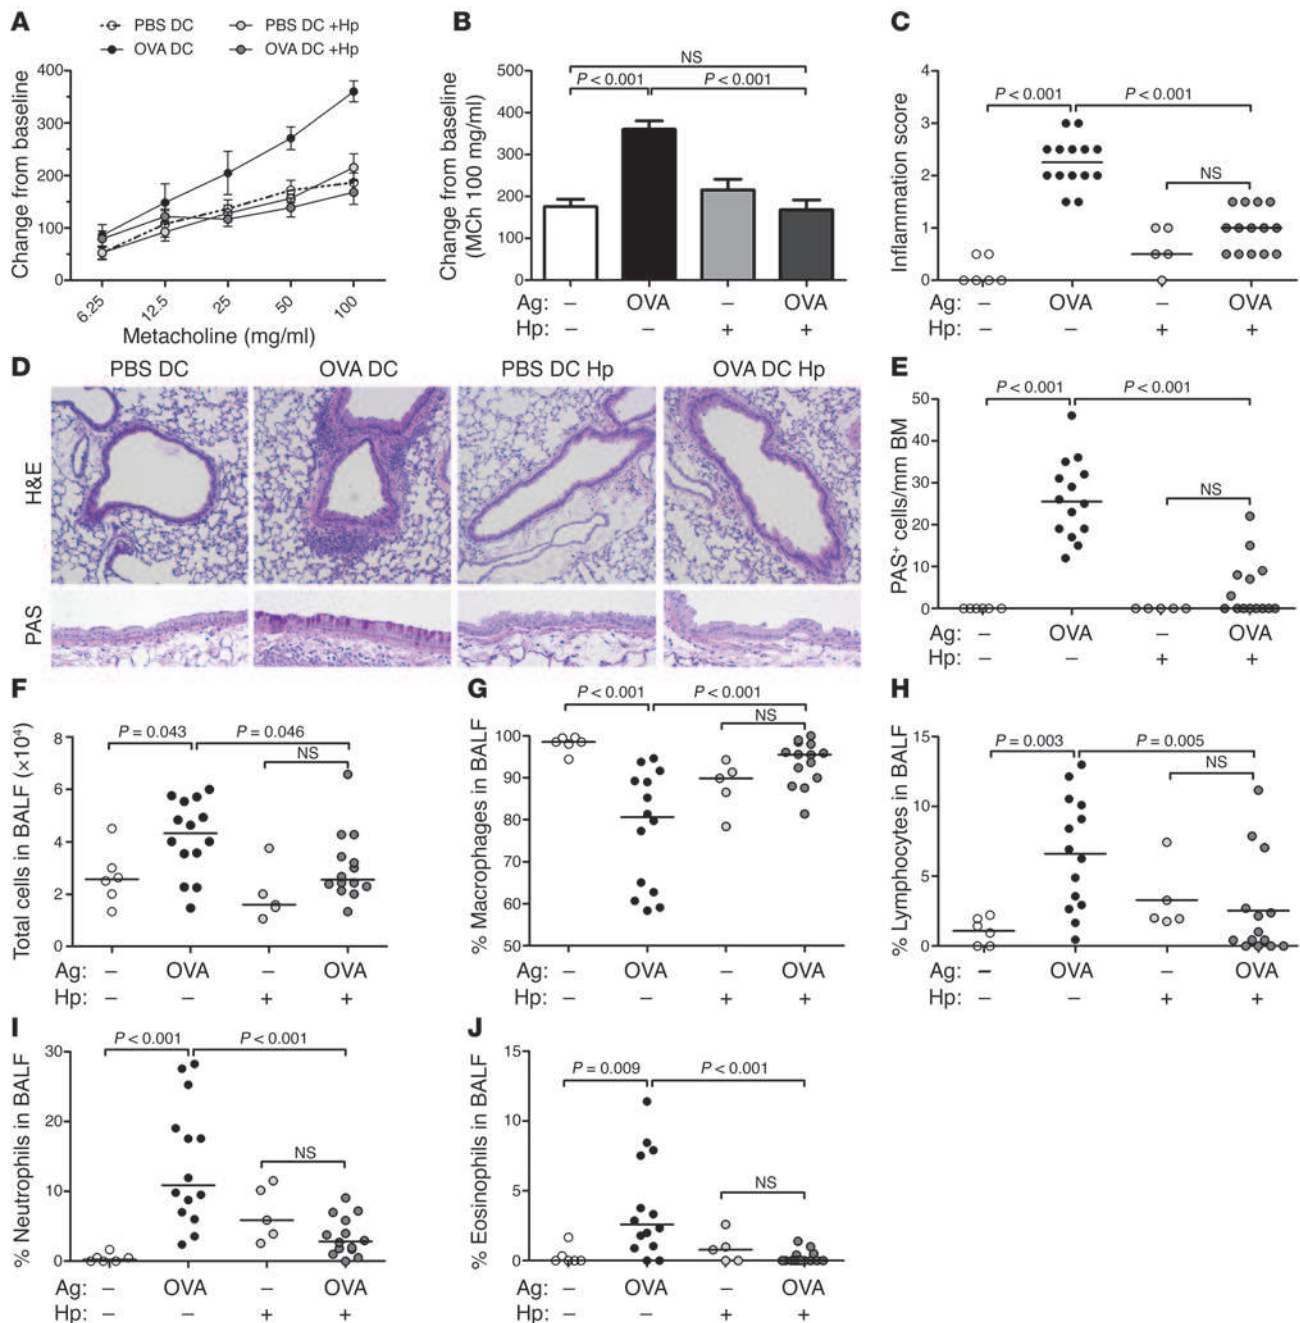 A
PBS DC
PBS DC +Hp
OVA DC
OVA DC +Hp
Change from baseline
400
300
200
100
0
6.25
12.5
25
50
100
Metacholine (mg/ml)
B
NS
P < 0.001
P < 0.001
Change from baseline
(MCh 100 mg/ml)
500
400
300
200
100
0
Ag: – OVA – OVA
Hp: – – + +
C
P < 0.001
P < 0.001
NS
Inflammation score
4
3
2
1
0
Ag: – OVA – OVA
Hp: – – + +
D
PBS DC
OVA DC
PBS DC Hp
OVA DC Hp
H&E
PAS
E
P < 0.001
P < 0.001
NS
PAS⁺ cells/mm BM
50
40
30
20
10
0
Ag: – OVA – OVA
Hp: – – + +
F
P = 0.043
P = 0.046
NS
Total cells in BALF (×10⁴)
8
6
4
2
0
Ag: – OVA – OVA
Hp: – – + +
G
P < 0.001
P < 0.001
NS
% Macrophages in BALF
100
90
80
70
60
50
Ag: – OVA – OVA
Hp: – – + +
H
P = 0.003
P = 0.005
NS
% Lymphocytes in BALF
15
10
5
0
Ag: – OVA – OVA
Hp: – – + +
I
P < 0.001
P < 0.001
NS
% Neutrophils in BALF
30
20
10
0
Ag: – OVA – OVA
Hp: – – + +
J
P = 0.009
P < 0.001
NS
% Eosinophils in BALF
15
10
5
0
Ag: – OVA – OVA
Hp: – – + +